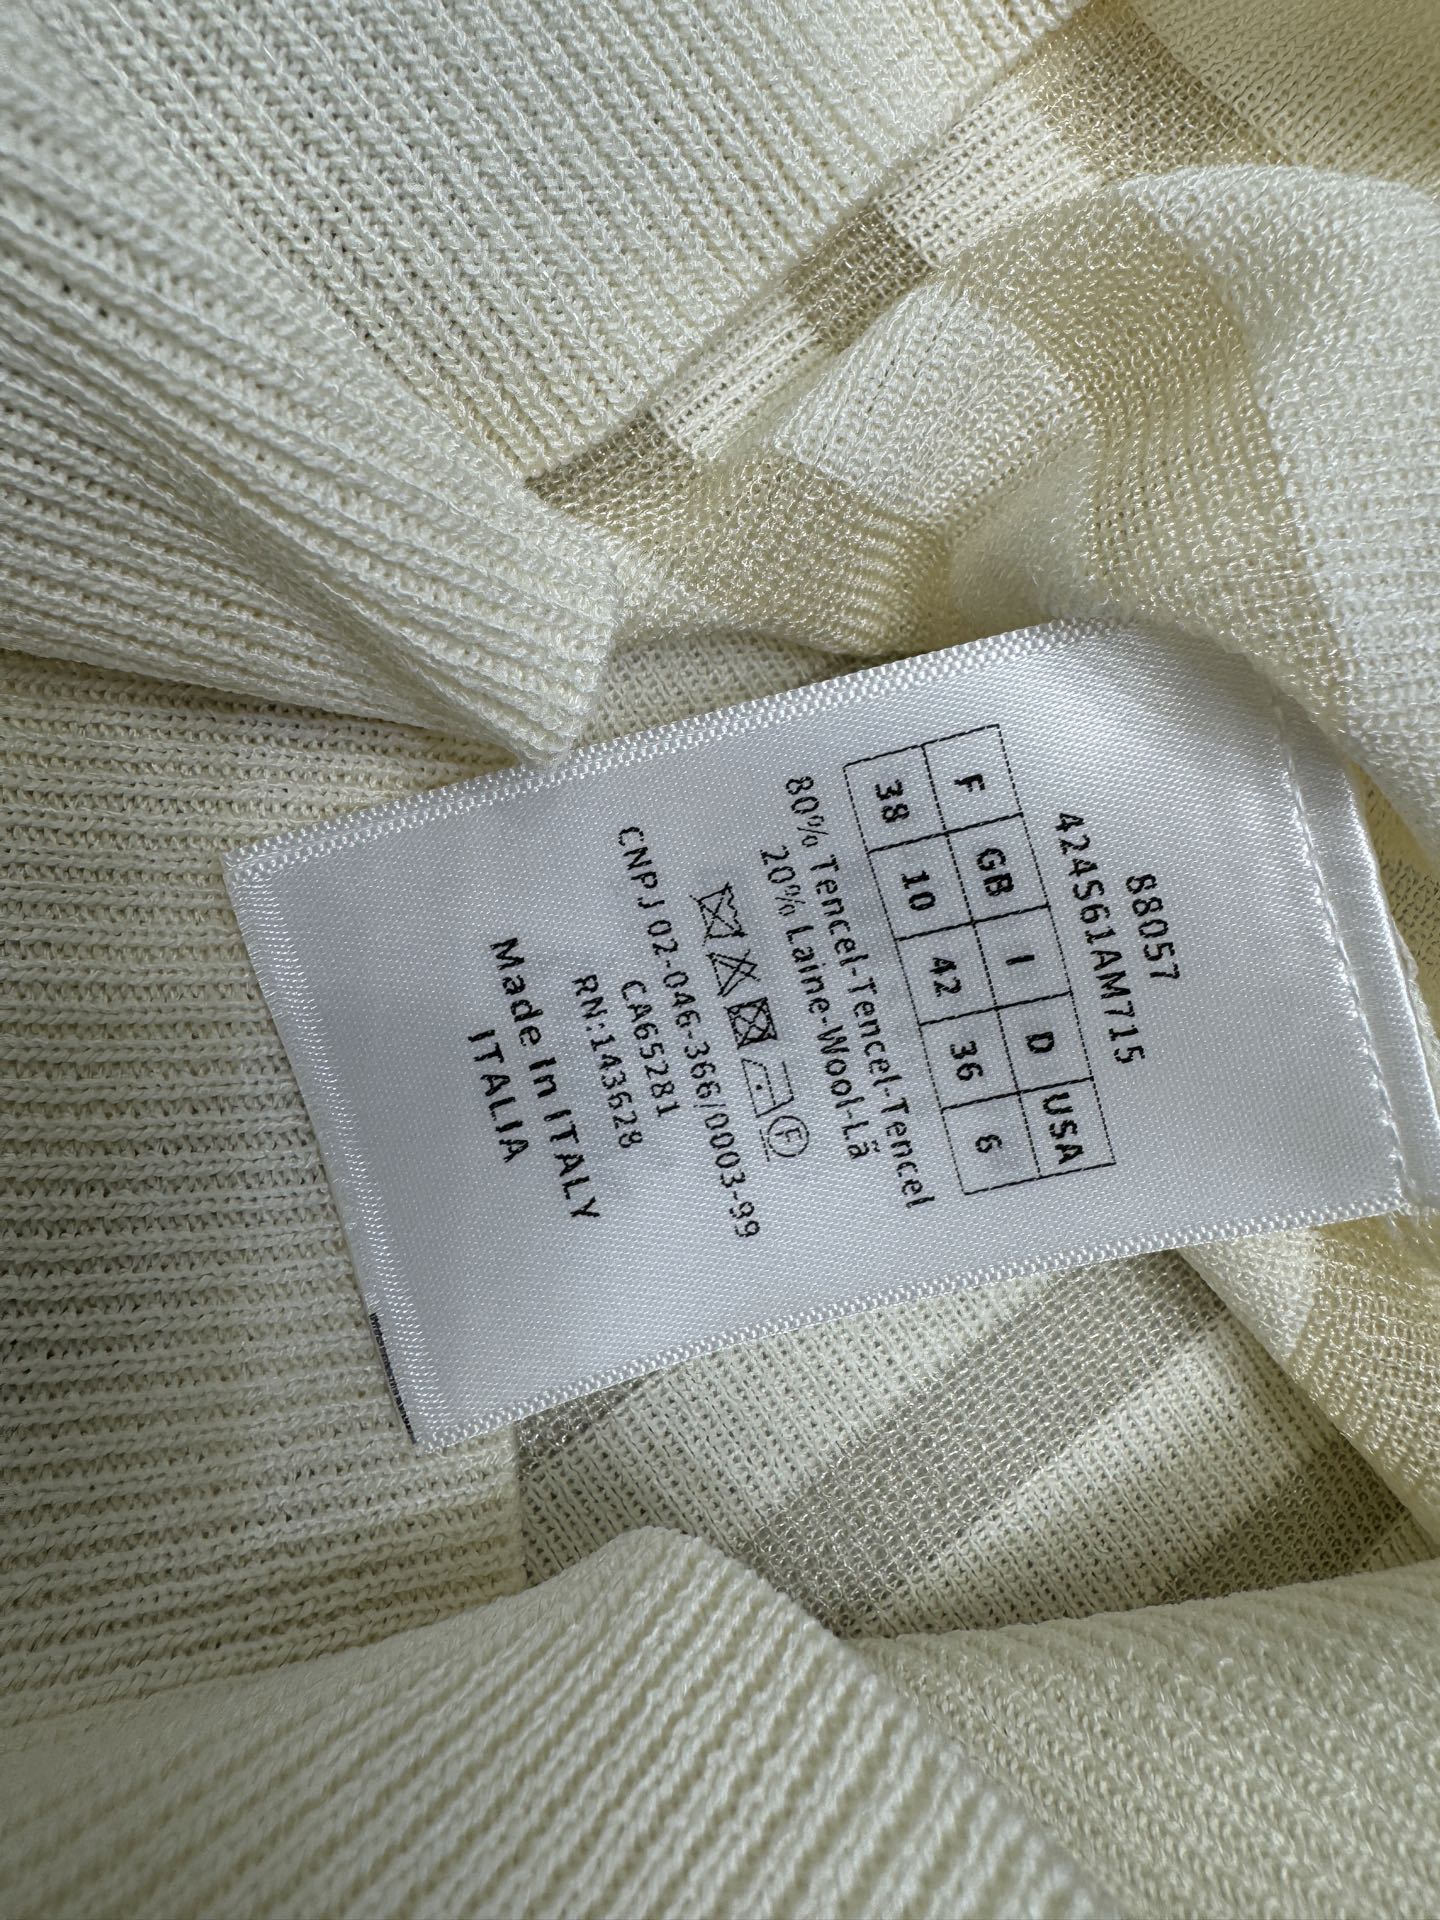 88057
424S61AM715
F GB I D USA
38 10 42 36 6
80% Tencel-Tencel-Tencel
20% Laine-Wool-Lã
F
CNPJ 02-046-366/0003-99
CA65281
RN:143628
Made In ITALY
ITALIA